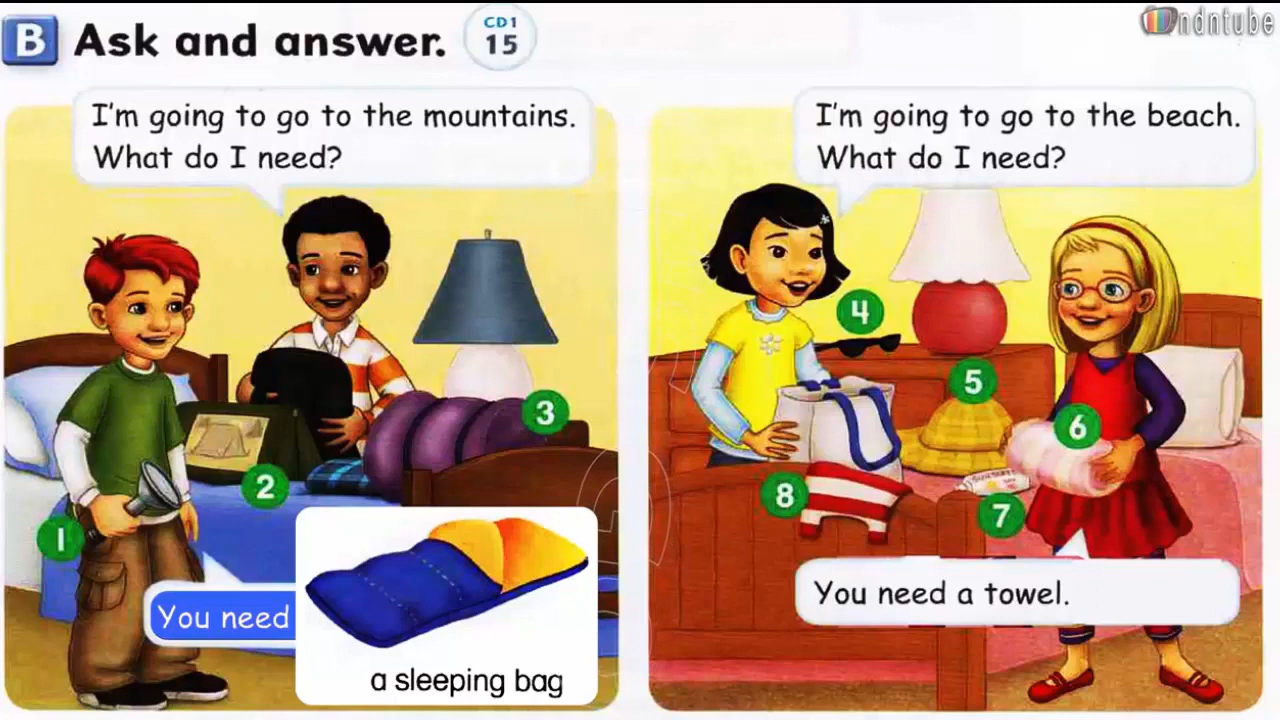 B Ask and answer. CD1 15
ndntube
I'm going to go to the mountains.
What do I need?
I'm going to go to the beach.
What do I need?
4
5
3
6
2
8
7
1
You need a towel.
You need
a sleeping bag